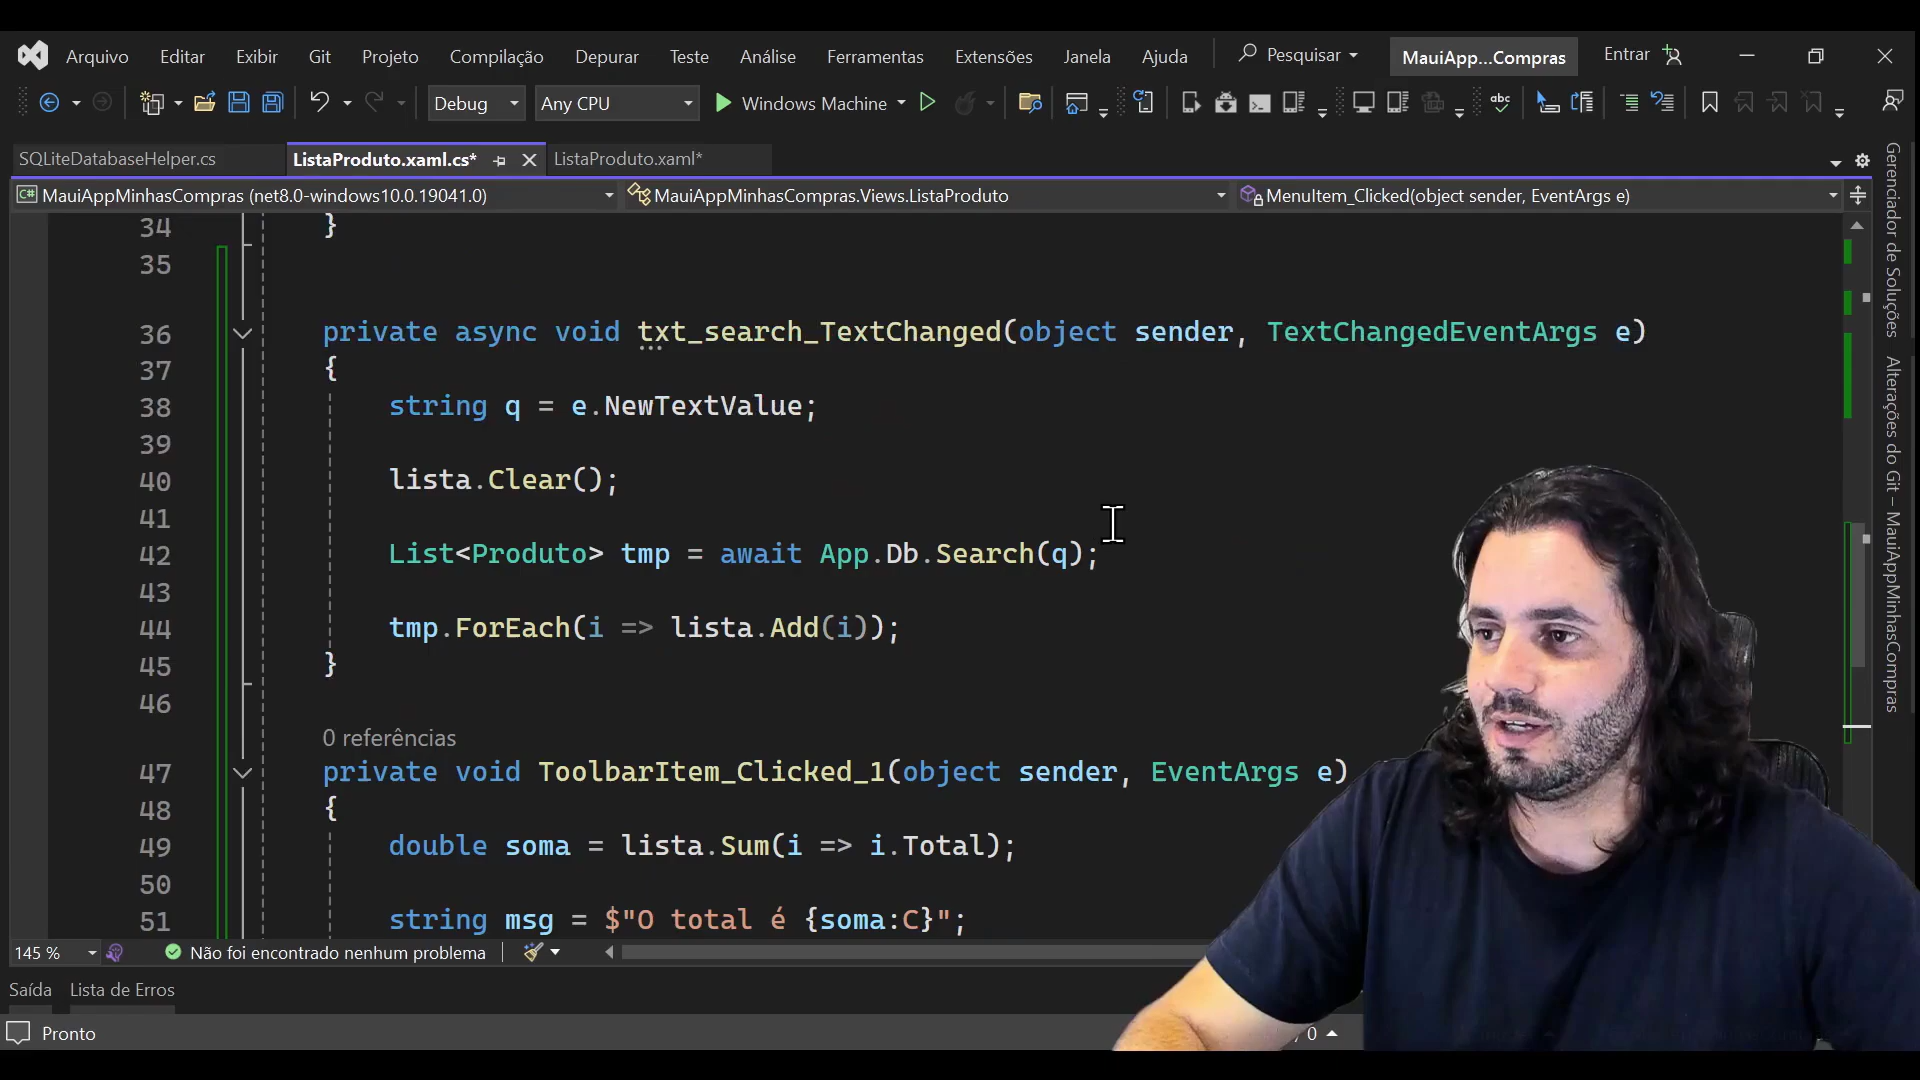 Arquivo Editar Exibir Git Projeto Compilação Depurar Teste Análise Ferramentas Extensões Janela Ajuda Pesquisar MauiApp...Compras Entrar
Debug Any CPU Windows Machine
SQLiteDatabaseHelper.cs ListaProduto.xaml.cs* ListaProduto.xaml*
C# MauiAppMinhasCompras (net8.0-windows10.0.19041.0) MauiAppMinhasCompras.Views.ListaProduto MenuItem_Clicked(object sender, EventArgs e)
34 }
35
36 private async void txt_search_TextChanged(object sender, TextChangedEventArgs e)
37 {
38 string q = e.NewTextValue;
39
40 lista.Clear();
41
42 List<Produto> tmp = await App.Db.Search(q);
43
44 tmp.ForEach(i => lista.Add(i));
45 }
46
0 referências
47 private void ToolbarItem_Clicked_1(object sender, EventArgs e)
48 {
49 double soma = lista.Sum(i => i.Total);
50
51 string msg = $"O total é {soma:C}";
145 % Não foi encontrado nenhum problema
Saída Lista de Erros
Pronto
0
Gerenciador de Soluções
Alterações do Git – MauiAppMinhasCompras